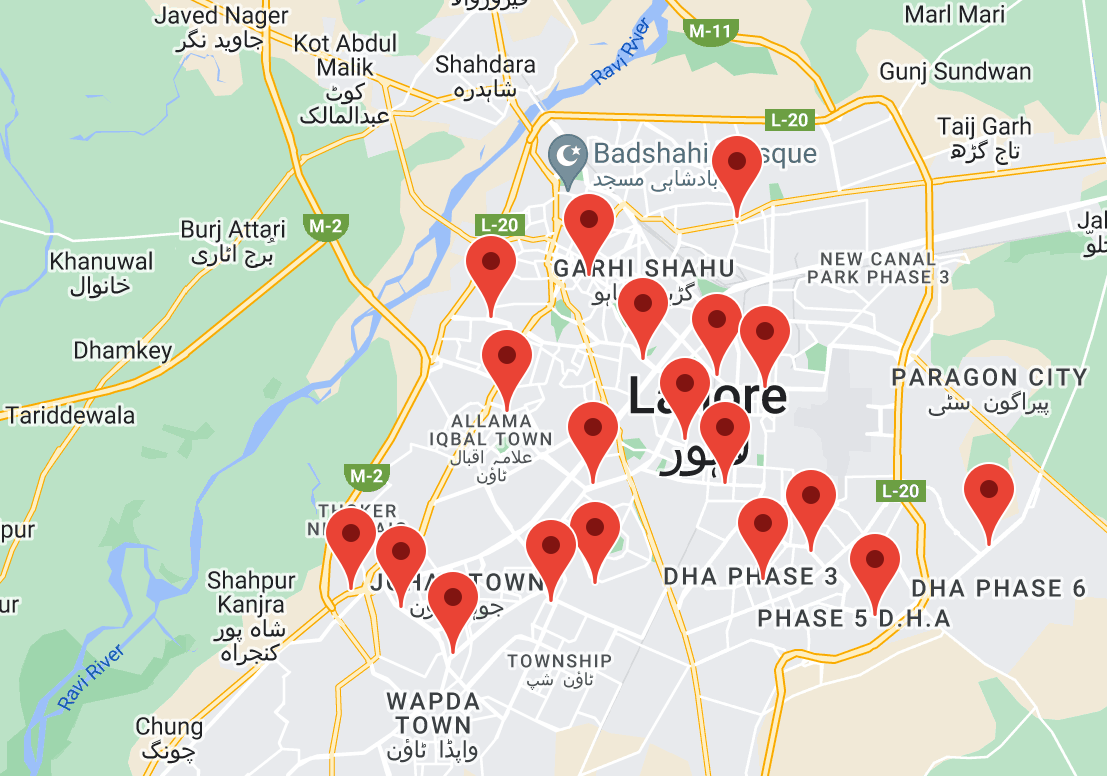 Javed Nager
جاوید نگر
Kot Abdul
Malik
کوٹ
عبدالمالک
Shahdara
شاہدرہ
Ravi River
M-11
Marl Mari
Gunj Sundwan
L-20
Taij Garh
تاج گڑھ
Badshahi
بادشاہی مسجد
Burj Attari
برج اٹاری
M-2
L-20
Khanuwal
خانوال
GARHI SHAHU
NEW CANAL
PARK PHASE 3
Dhamkey
Tariddewala
Lahore
لاہور
PARAGON CITY
پیراگون سٹی
ALLAMA
IQBAL TOWN
علامہ اقبال
ٹاؤن
M-2
L-20
DHA PHASE 3
DHA PHASE 6
PHASE 5 D.H.A
Shahpur
Kanjra
شاہ پور
کنجراہ
TOWN
TOWNSHIP
ٹاؤن شپ
Ravi River
WAPDA
TOWN
واپڈا ٹاؤن
Chung
چونگ